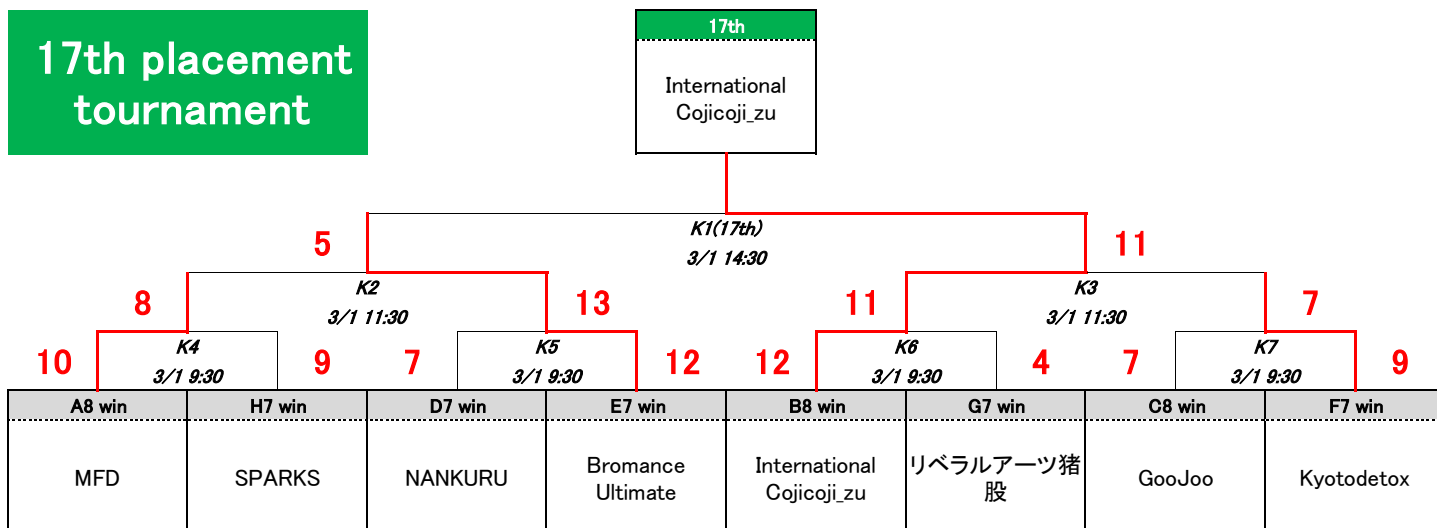 17th placement
tournament
17th
International
Cojicoji_zu
K1(17th)
3/1 14:30
5
11
K2
3/1 11:30
K3
3/1 11:30
8
13
11
7
K4
3/1 9:30
K5
3/1 9:30
K6
3/1 9:30
K7
3/1 9:30
10
9
7
12
12
4
7
9
A8 win
H7 win
D7 win
E7 win
B8 win
G7 win
C8 win
F7 win
MFD
SPARKS
NANKURU
Bromance
Ultimate
International
Cojicoji_zu
リベラルアーツ猪
股
GooJoo
Kyotodetox